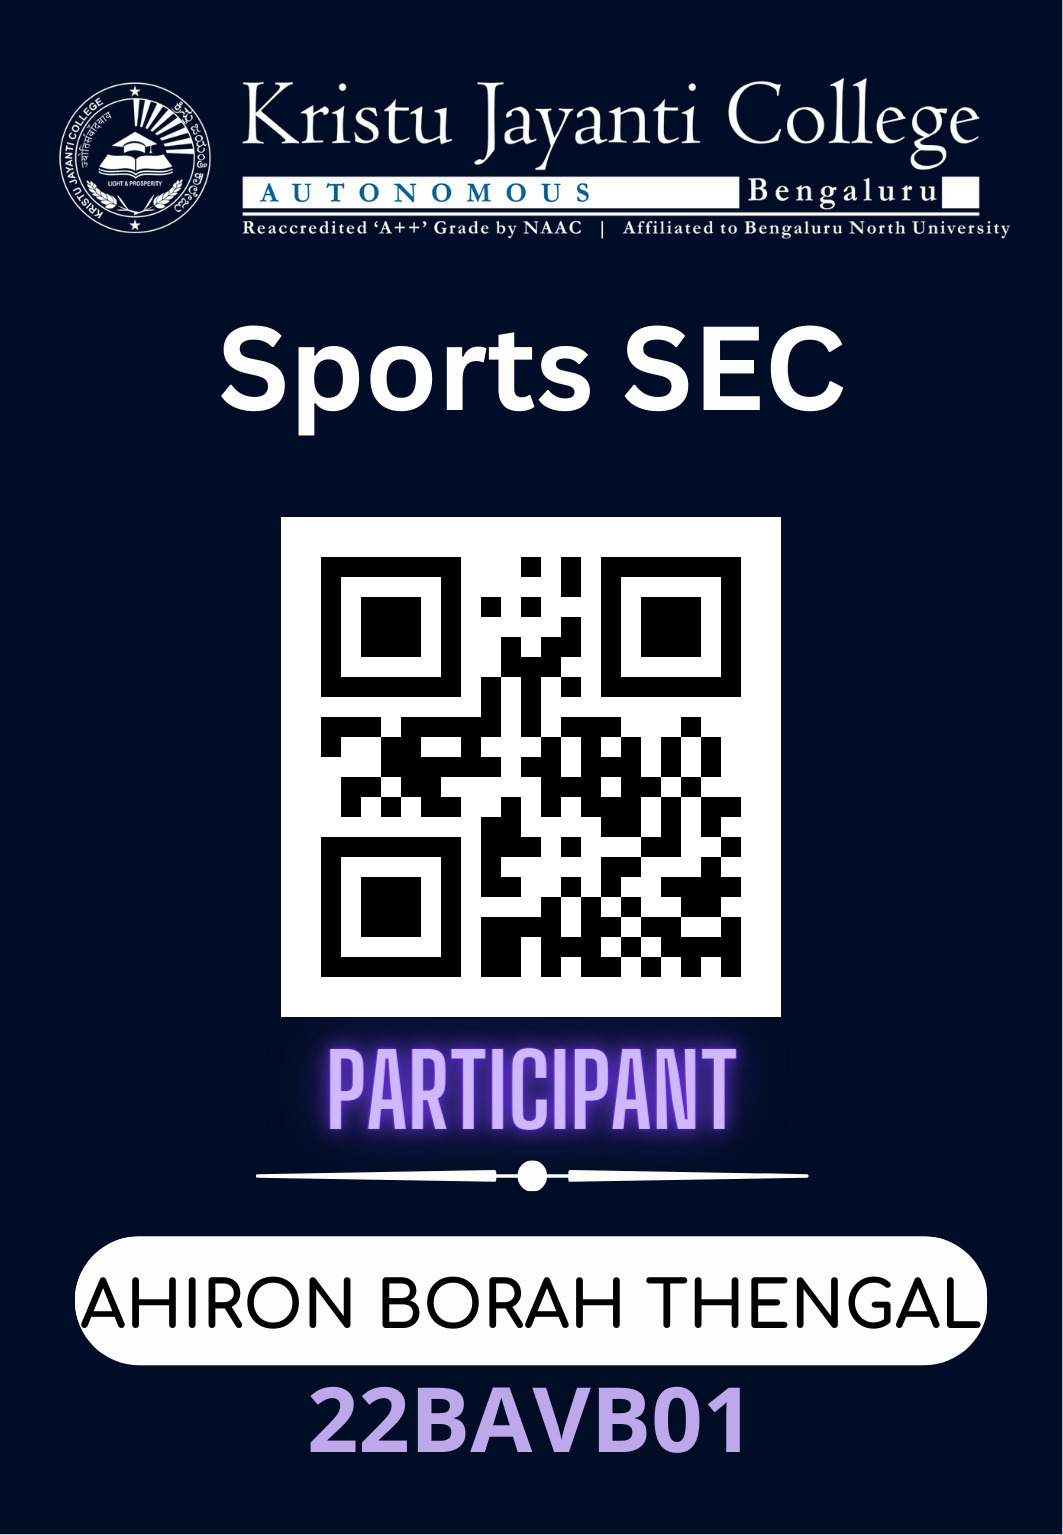 Kristu Jayanti College
AUTONOMOUS Bengaluru
Reaccredited ‘A++’ Grade by NAAC | Affiliated to Bengaluru North University
KRISTU JAYANTI COLLEGE
LIGHT & PROSPERITY
Sports SEC
PARTICIPANT
AHIRON BORAH THENGAL
22BAVB01